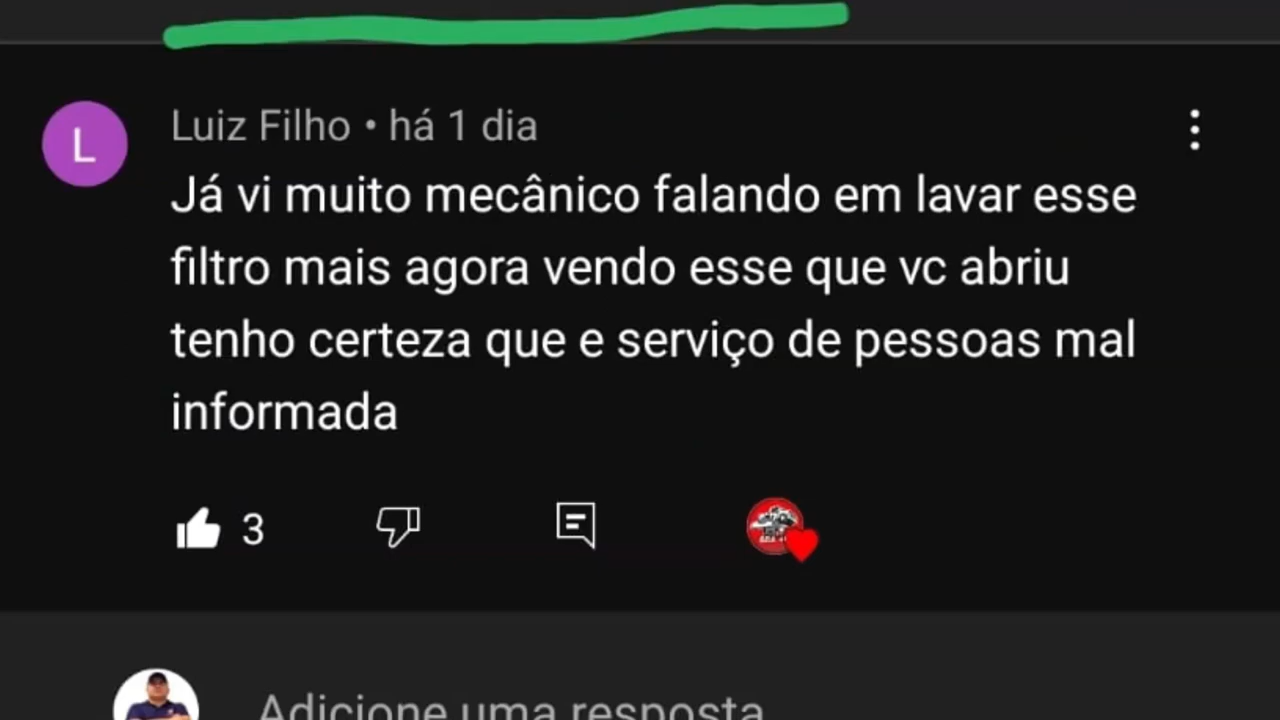 L
Luiz Filho • há 1 dia
Já vi muito mecânico falando em lavar esse
filtro mais agora vendo esse que vc abriu
tenho certeza que e serviço de pessoas mal
informada
3
Adicione uma resposta